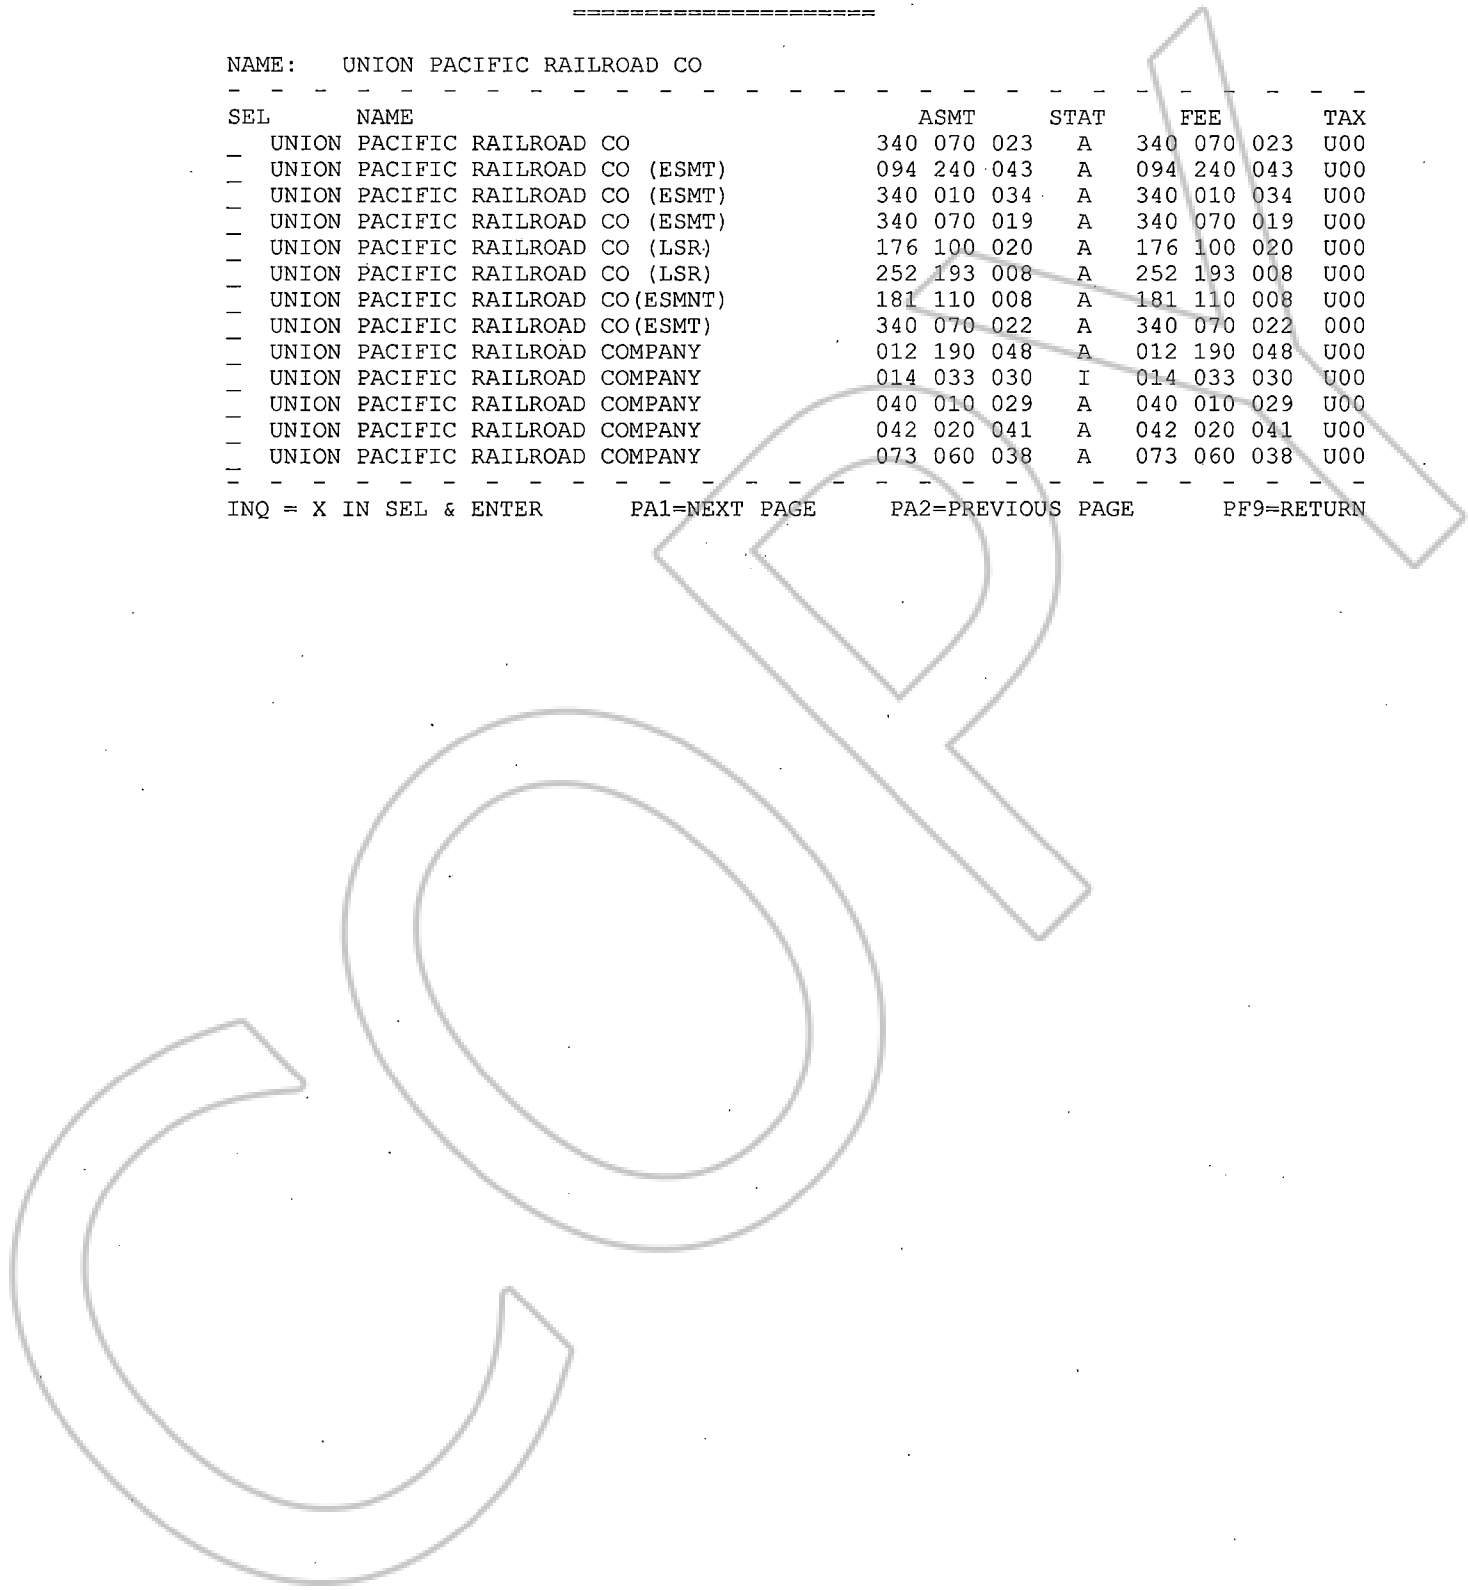 ====================
NAME: UNION PACIFIC RAILROAD CO
- - - - - - - - - - - - - - - - - - - - - - - - - - -
SEL NAME ASMT STAT FEE TAX
_ UNION PACIFIC RAILROAD CO 340 070 023 A 340 070 023 U00
_ UNION PACIFIC RAILROAD CO (ESMT) 094 240 043 A 094 240 043 U00
_ UNION PACIFIC RAILROAD CO (ESMT) 340 010 034 A 340 010 034 U00
_ UNION PACIFIC RAILROAD CO (ESMT) 340 070 019 A 340 070 019 U00
_ UNION PACIFIC RAILROAD CO (LSR) 176 100 020 A 176 100 020 U00
_ UNION PACIFIC RAILROAD CO (LSR) 252 193 008 A 252 193 008 U00
_ UNION PACIFIC RAILROAD CO(ESMNT) 181 110 008 A 181 110 008 U00
_ UNION PACIFIC RAILROAD CO(ESMT) 340 070 022 A 340 070 022 000
_ UNION PACIFIC RAILROAD COMPANY 012 190 048 A 012 190 048 U00
_ UNION PACIFIC RAILROAD COMPANY 014 033 030 I 014 033 030 U00
_ UNION PACIFIC RAILROAD COMPANY 040 010 029 A 040 010 029 U00
_ UNION PACIFIC RAILROAD COMPANY 042 020 041 A 042 020 041 U00
_ UNION PACIFIC RAILROAD COMPANY 073 060 038 A 073 060 038 U00
- - - - - - - - - - - - - - - - - - - - - - - - - - -
INQ = X IN SEL & ENTER PA1=NEXT PAGE PA2=PREVIOUS PAGE PF9=RETURN
COPY